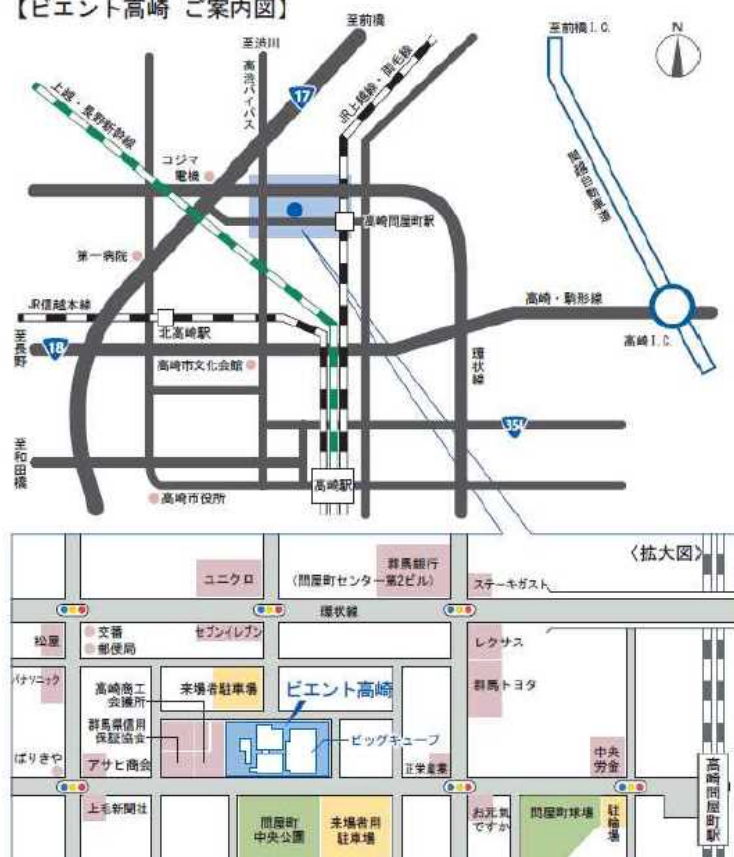 【ビエント高崎 ご案内図】
至前橋
至渋川
至前橋I.C.
N
高渋バイパス
17
JR上越線・両毛線
上越・長野新幹線
コジマ
電機
関越自動車道
高崎問屋町駅
第一病院
JR信越本線
高崎・駒形線
北高崎駅
至長野
18
高崎I.C.
環状線
高崎市文化会館
354
至和田橋
高崎駅
高崎市役所
〈拡大図〉
ユニクロ
群馬銀行
(問屋町センター第2ビル)
ステーキガスト
環状線
松屋
交番
郵便局
セブンイレブン
レクサス
パナソニック
高崎商工
会議所
来場者駐車場
ビエント高崎
群馬トヨタ
群馬県信用
保証協会
ビッグキューブ
ぱりきや
アサヒ商会
正栄産業
中央
労金
高崎問屋町駅
上毛新聞社
問屋町
中央公園
来場者用
駐車場
お元気
ですか
問屋町球場
駐輪場